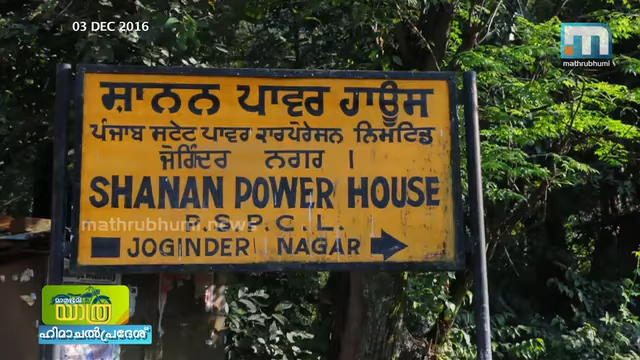 03 DEC 2016
mathrubhumi
ਸ਼ਾਨਨ ਪਾਵਰ ਹਾਊਸ
ਪੰਜਾਬ ਸਟੇਟ ਪਾਵਰ ਕਾਰਪੋਰੇਸ਼ਨ ਲਿਮਟਿਡ
ਜੋਗਿੰਦਰ ਨਗਰ ।
SHANAN POWER HOUSE
mathrubhumi.news
P.S.P.C.L.
JOGINDER NAGAR
മാതൃഭൂമി
യാത്ര
ഹിമാചൽപ്രദേശ്